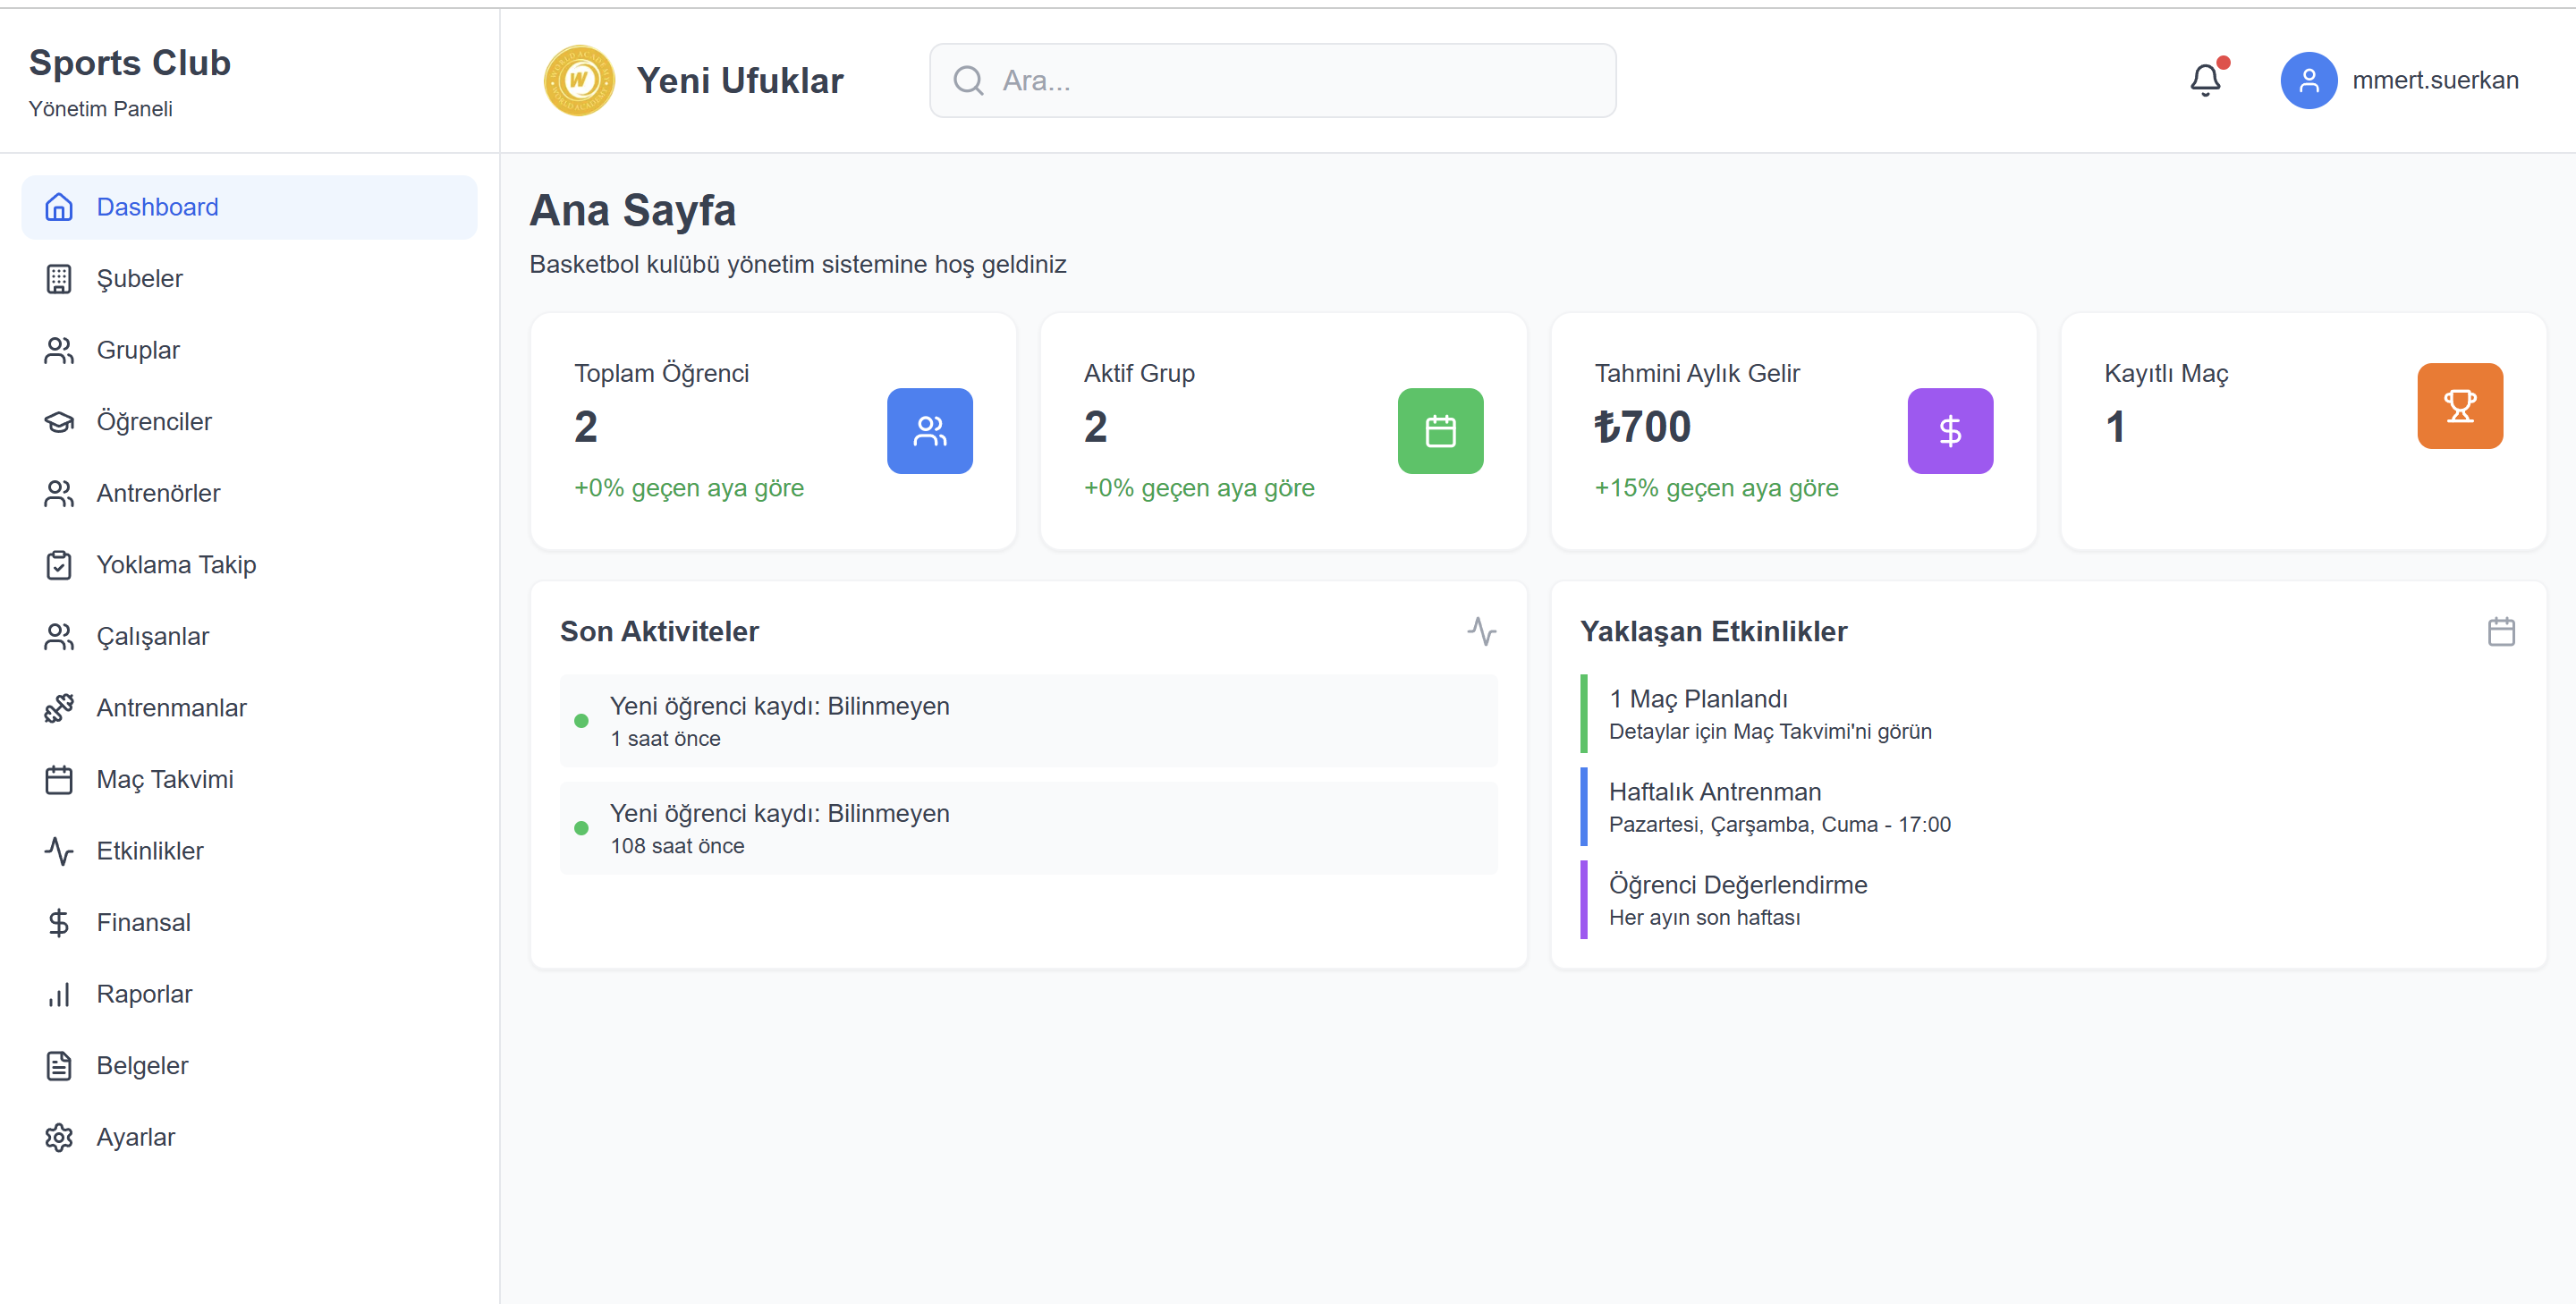 Sports Club
Yönetim Paneli
Yeni Ufuklar
Ara...
mmert.suerkan
Dashboard
Şubeler
Gruplar
Öğrenciler
Antrenörler
Yoklama Takip
Çalışanlar
Antrenmanlar
Maç Takvimi
Etkinlikler
Finansal
Raporlar
Belgeler
Ayarlar
Ana Sayfa
Basketbol kulübü yönetim sistemine hoş geldiniz
Toplam Öğrenci
2
+0% geçen aya göre
Aktif Grup
2
+0% geçen aya göre
Tahmini Aylık Gelir
₺700
+15% geçen aya göre
Kayıtlı Maç
1
Son Aktiviteler
Yeni öğrenci kaydı: Bilinmeyen
1 saat önce
Yeni öğrenci kaydı: Bilinmeyen
108 saat önce
Yaklaşan Etkinlikler
1 Maç Planlandı
Detaylar için Maç Takvimi'ni görün
Haftalık Antrenman
Pazartesi, Çarşamba, Cuma - 17:00
Öğrenci Değerlendirme
Her ayın son haftası